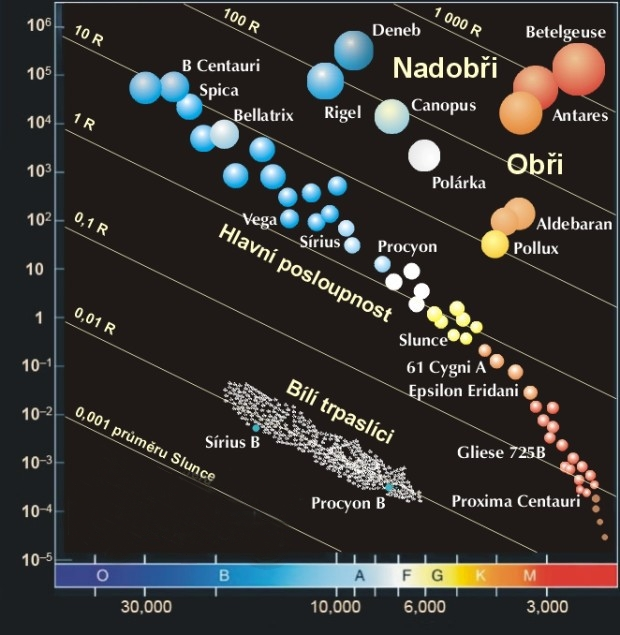 10⁶
10⁵
10⁴
10³
10²
10
1
10⁻¹
10⁻²
10⁻³
10⁻⁴
10⁻⁵
10 R
100 R
1 000 R
1 R
0,1 R
0,01 R
0,001 průměru Slunce
Deneb
Betelgeuse
Nadobři
B Centauri
Spica
Rigel
Canopus
Antares
Bellatrix
Obři
Polárka
Vega
Sírius
Aldebaran
Pollux
Procyon
Hlavní posloupnost
Slunce
61 Cygni A
Epsilon Eridani
Bílí trpaslíci
Sírius B
Gliese 725B
Procyon B
Proxima Centauri
O B A F G K M
30,000 10,000 6,000 3,000